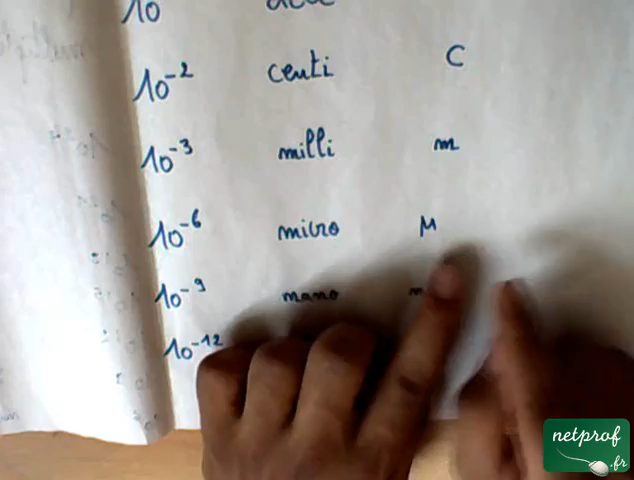 10
10⁻² centi C
10⁻³ milli m
10⁻⁶ micro μ
10⁻⁹ nano
10⁻¹²
netprof
.fr